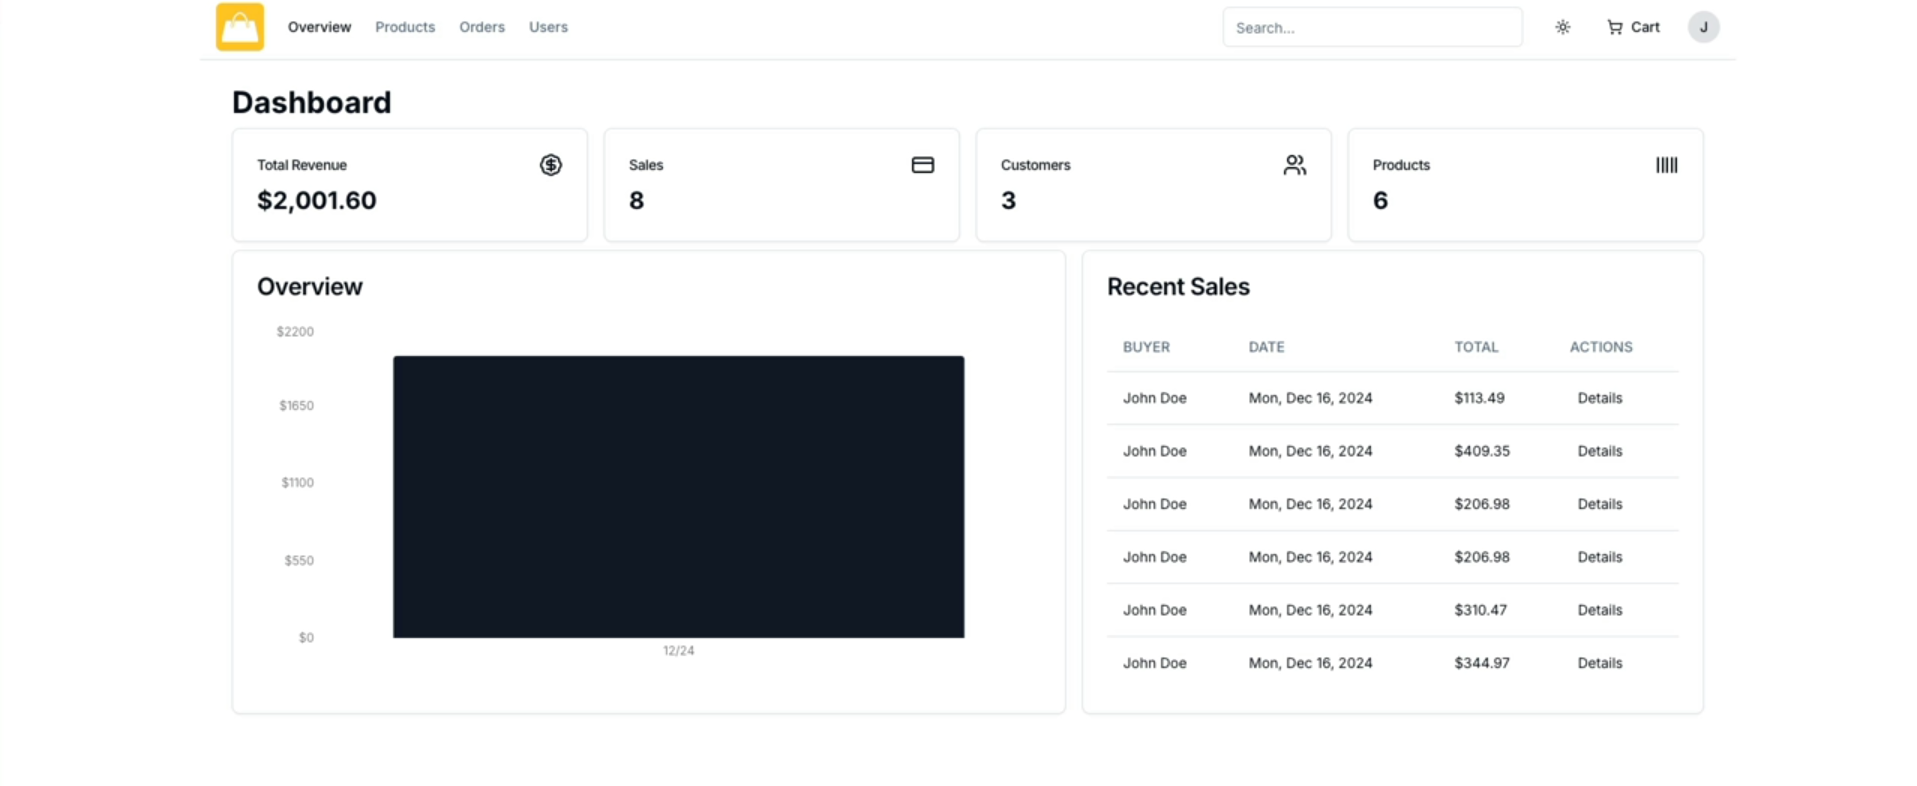 Overview Products Orders Users Search... Cart J
Dashboard
Total Revenue
$2,001.60
Sales
8
Customers
3
Products
6
Overview
$2200
$1650
$1100
$550
$0
12/24
Recent Sales
BUYER DATE TOTAL ACTIONS
John Doe Mon, Dec 16, 2024 $113.49 Details
John Doe Mon, Dec 16, 2024 $409.35 Details
John Doe Mon, Dec 16, 2024 $206.98 Details
John Doe Mon, Dec 16, 2024 $206.98 Details
John Doe Mon, Dec 16, 2024 $310.47 Details
John Doe Mon, Dec 16, 2024 $344.97 Details